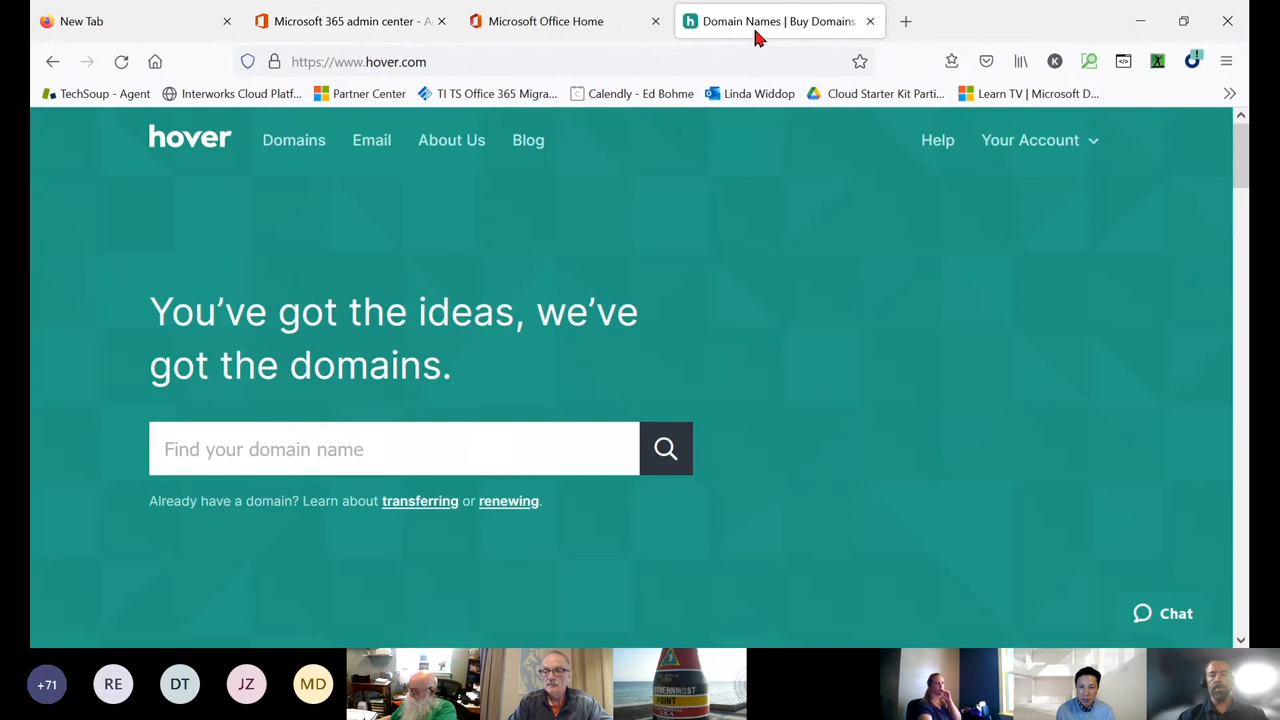 New Tab
Microsoft 365 admin center - A
Microsoft Office Home
Domain Names | Buy Domains
https://www.hover.com
TechSoup - Agent
Interworks Cloud Platf...
Partner Center
TI TS Office 365 Migra...
Calendly - Ed Bohme
Linda Widdop
Cloud Starter Kit Parti...
Learn TV | Microsoft D...
hover
Domains
Email
About Us
Blog
Help
Your Account
You've got the ideas, we've
got the domains.
Find your domain name
Already have a domain? Learn about transferring or renewing.
Chat
+71
RE
DT
JZ
MD